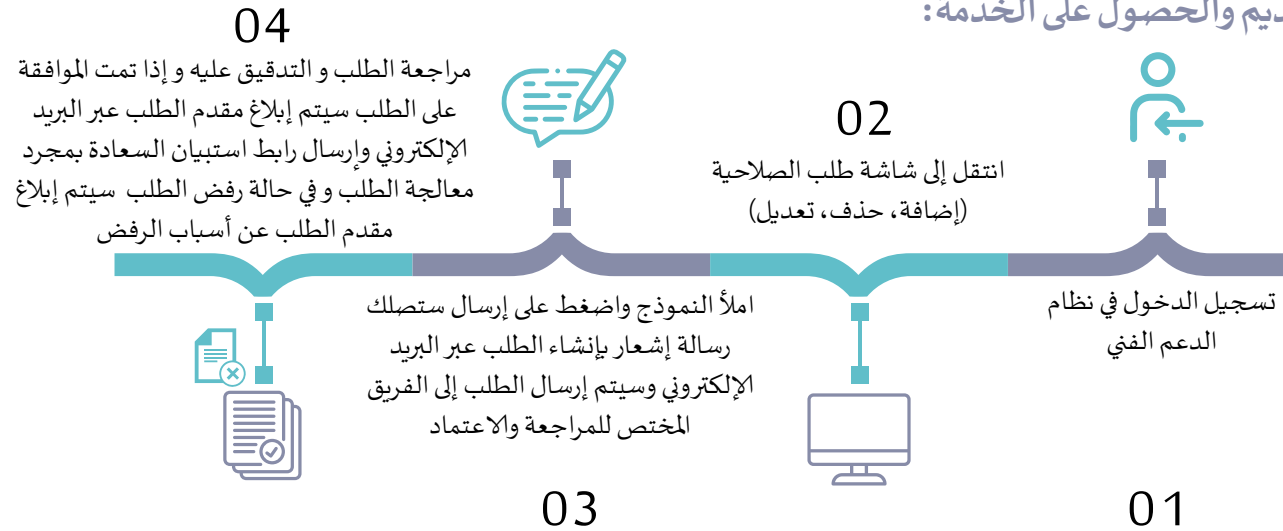 والحصول على الخدمة:
01
تسجيل الدخول في نظام
الدعم الفني
02
انتقل إلى شاشة طلب الصلاحية
(إضافة، حذف، تعديل)
03
املأ النموذج واضغط على إرسال ستصلك
رسالة إشعار بإنشاء الطلب عبر البريد
الإلكتروني وسيتم إرسال الطلب إلى الفريق
المختص للمراجعة والاعتماد
04
مراجعة الطلب و التدقيق عليه و إذا تمت الموافقة
على الطلب سيتم إبلاغ مقدم الطلب عبر البريد
الإلكتروني وإرسال رابط استبيان السعادة بمجرد
معالجة الطلب و في حالة رفض الطلب سيتم إبلاغ
مقدم الطلب عن أسباب الرفض